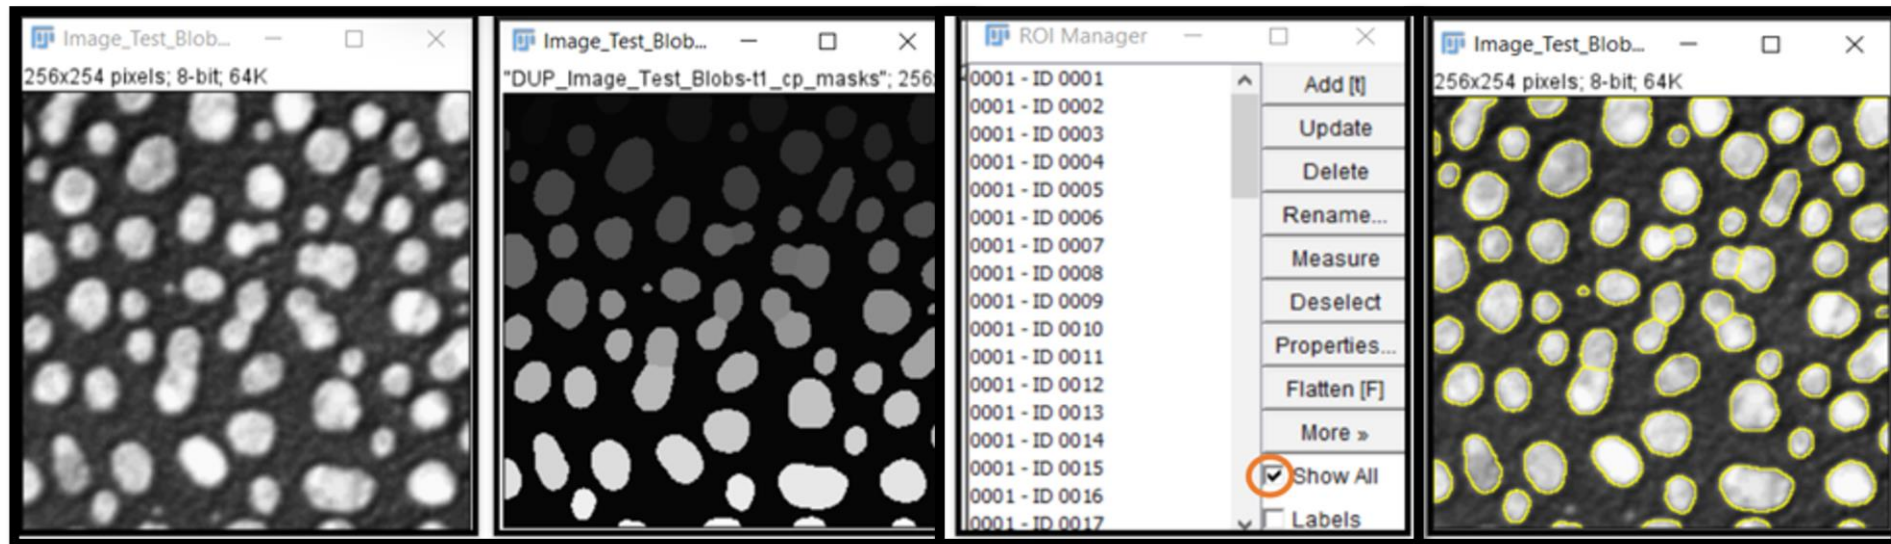 Image_Test_Blob...
256x254 pixels; 8-bit; 64K
Image_Test_Blob...
"DUP_Image_Test_Blobs-t1_cp_masks"; 256
ROI Manager
0001 - ID 0001
0001 - ID 0002
0001 - ID 0003
0001 - ID 0004
0001 - ID 0005
0001 - ID 0006
0001 - ID 0007
0001 - ID 0008
0001 - ID 0009
0001 - ID 0010
0001 - ID 0011
0001 - ID 0012
0001 - ID 0013
0001 - ID 0014
0001 - ID 0015
0001 - ID 0016
0001 - ID 0017
Add [t]
Update
Delete
Rename...
Measure
Deselect
Properties...
Flatten [F]
More »
Show All
Labels
Image_Test_Blob...
256x254 pixels; 8-bit; 64K